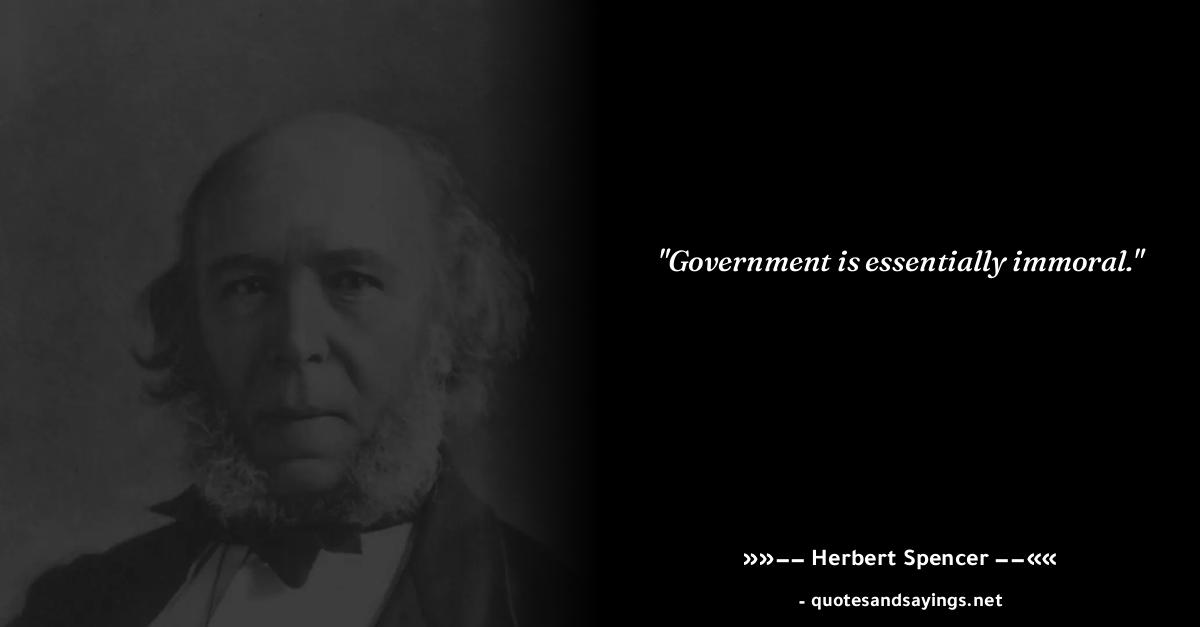 "Government is essentially immoral."
»»–– Herbert Spencer ––««
- quotesandsayings.net